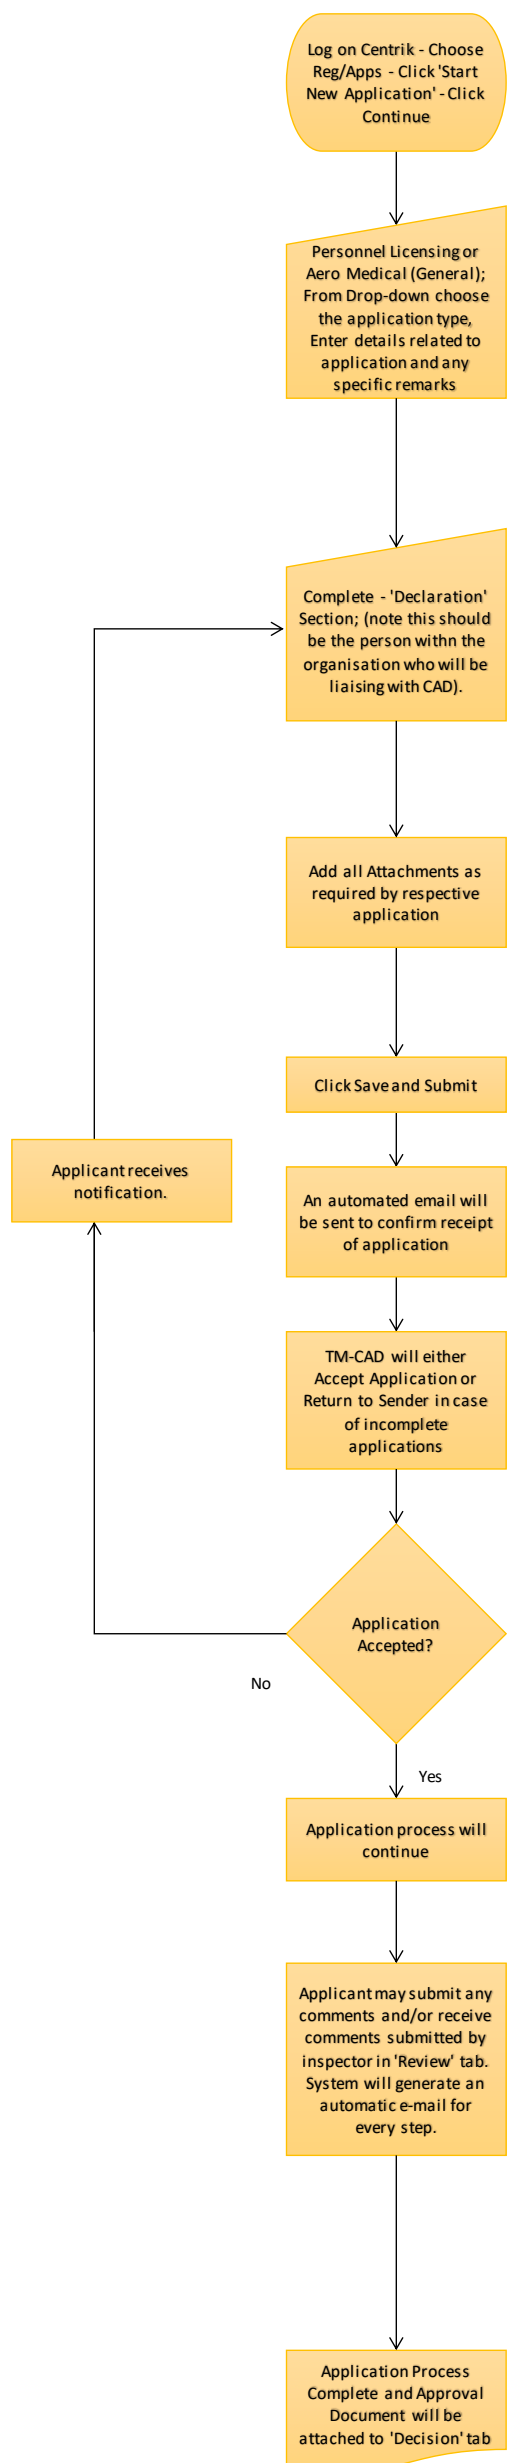 Log on Centrik - Choose
Reg/Apps - Click 'Start
New Application' - Click
Continue
Personnel Licensing or
Aero Medical (General);
From Drop-down choose
the application type,
Enter details related to
application and any
specific remarks
Complete - 'Declaration'
Section; (note this should
be the person withn the
organisation who will be
liaising with CAD).
Add all Attachments as
required by respective
application
Click Save and Submit
Applicant receives
notification.
An automated email will
be sent to confirm receipt
of application
TM-CAD will either
Accept Application or
Return to Sender in case
of incomplete
applications
Application
Accepted?
No
Yes
Application process will
continue
Applicant may submit any
comments and/or receive
comments submitted by
inspector in 'Review' tab.
System will generate an
automatic e-mail for
every step.
Application Process
Complete and Approval
Document will be
attached to 'Decision' tab